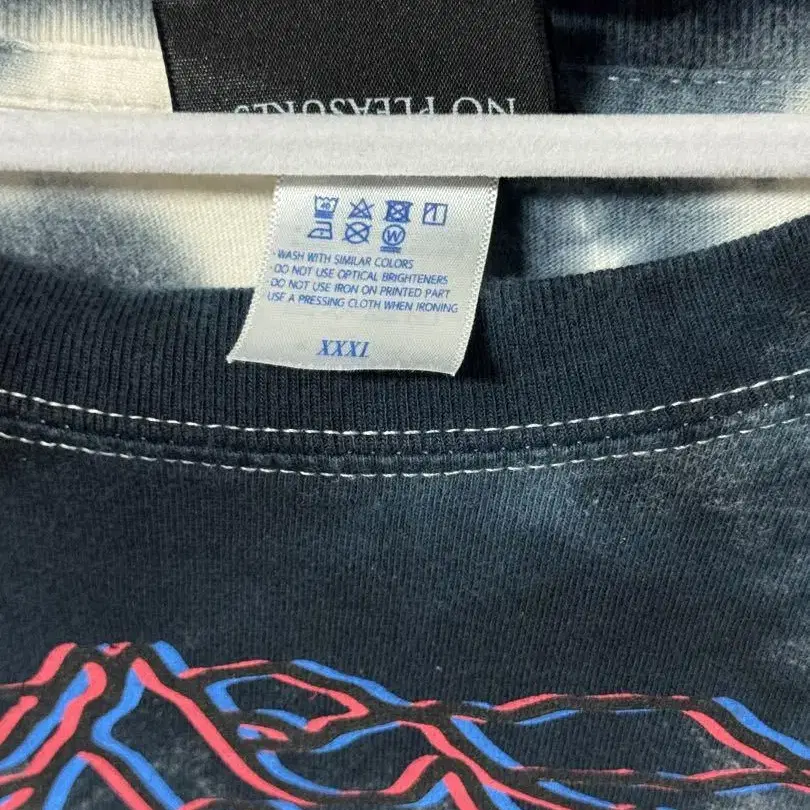 NO PLEASURES
40
W
WASH WITH SIMILAR COLORS
DO NOT USE OPTICAL BRIGHTENERS
DO NOT USE IRON ON PRINTED PART
USE A PRESSING CLOTH WHEN IRONING
XXXL